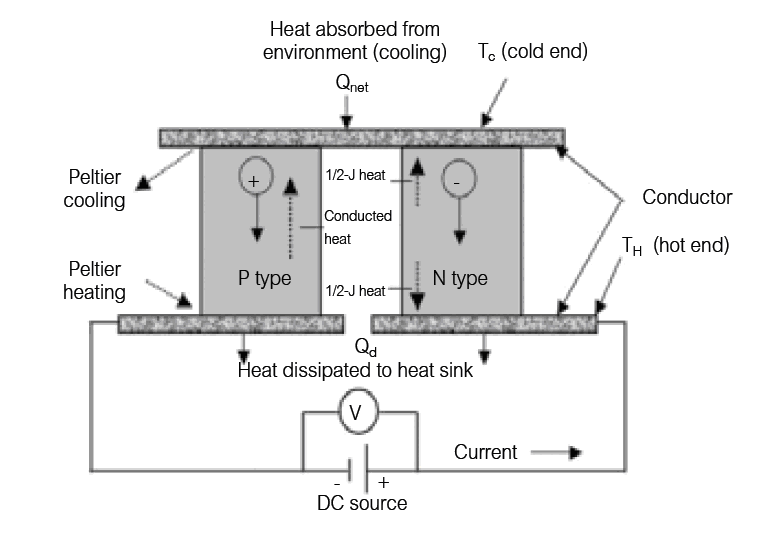 Heat absorbed from
environment (cooling)
Tc (cold end)
Qnet
Peltier
cooling
+
1/2-J heat
-
Conductor
Conducted
heat
TH (hot end)
Peltier
heating
P type
1/2-J heat
N type
Qd
Heat dissipated to heat sink
V
Current
- +
DC source